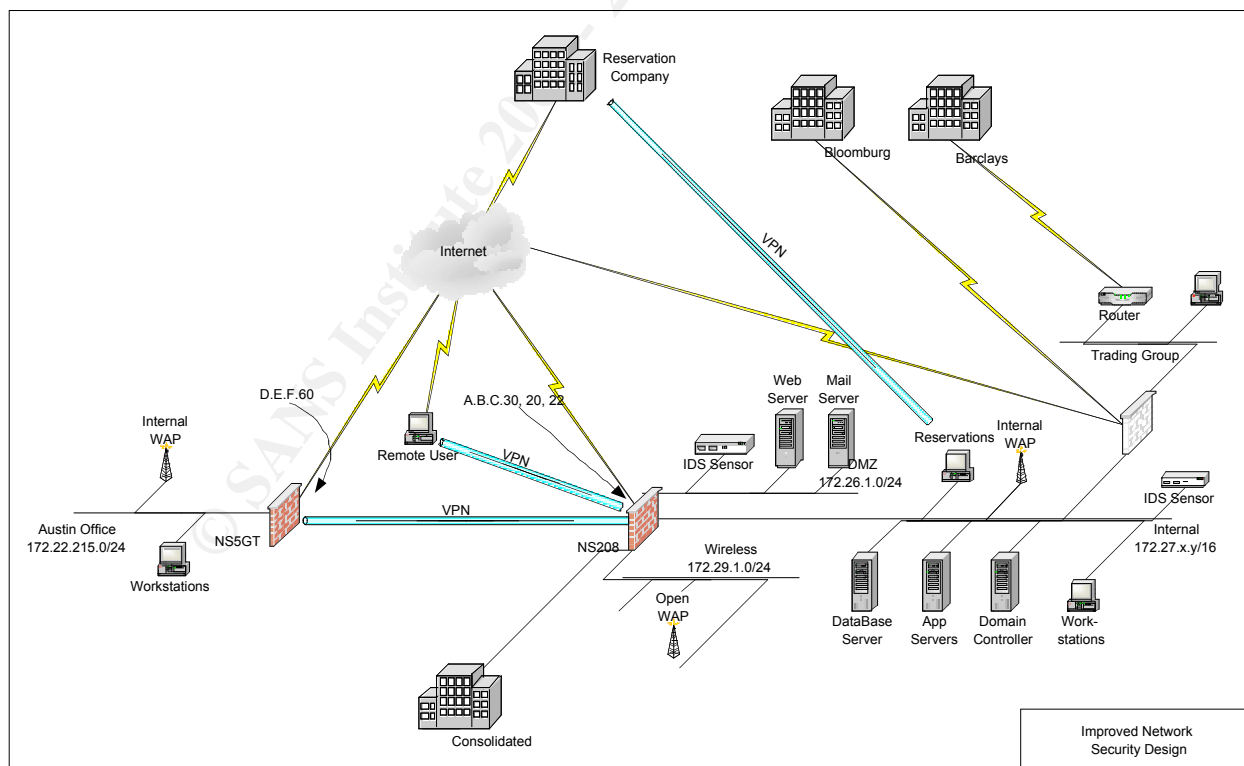 Reservation
Company
Bloomburg
Barclays
Internet
VPN
Router
Trading Group
D.E.F.60
A.B.C.30, 20, 22
Internal
WAP
Remote User
VPN
IDS Sensor
Web
Server
Mail
Server
DMZ
172.26.1.0/24
Reservations
Internal
WAP
IDS Sensor
Internal
172.27.x.y/16
Austin Office
172.22.215.0/24
Workstations
NS5GT
VPN
NS208
Wireless
172.29.1.0/24
Open
WAP
DataBase
Server
App
Servers
Domain
Controller
Work-
stations
Consolidated
Improved Network
Security Design
© SANS Institute 20